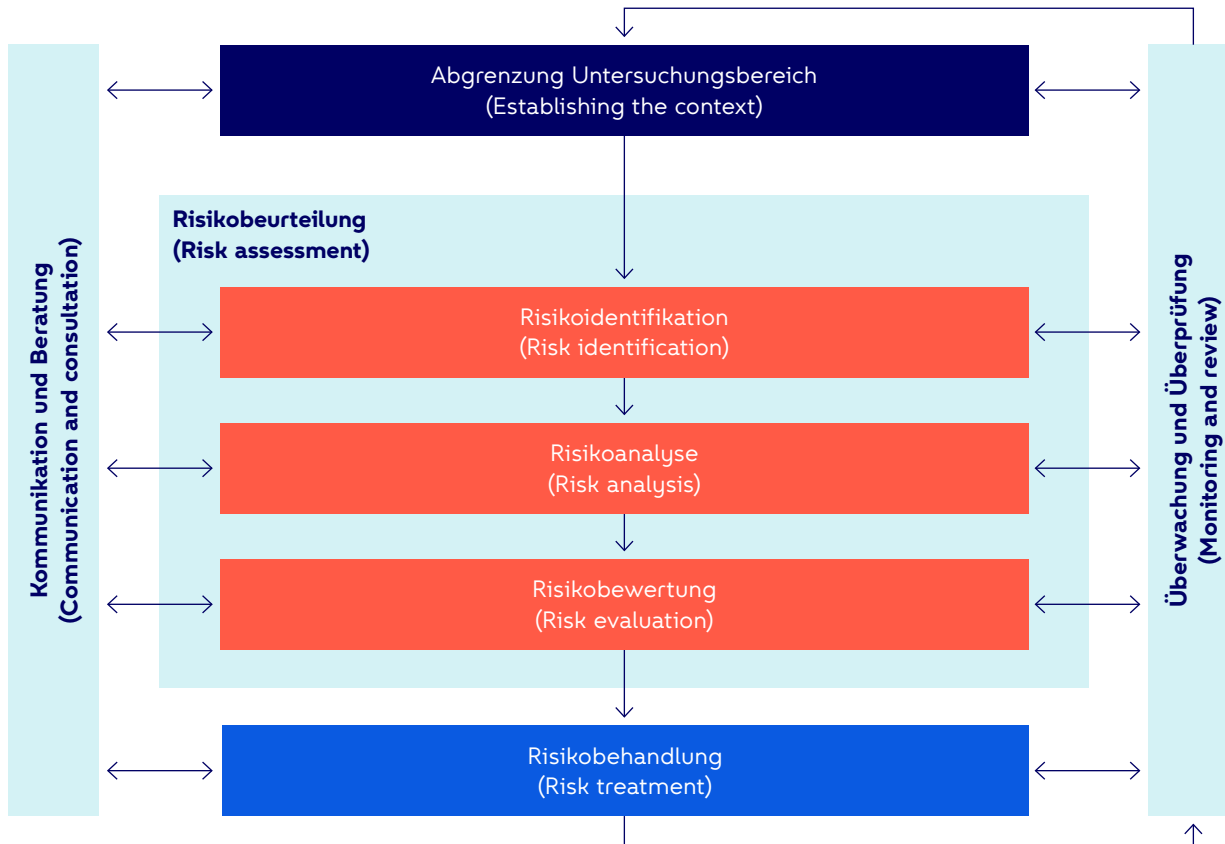 Abgrenzung Untersuchungsbereich
(Establishing the context)
Risikobeurteilung
(Risk assessment)
Risikoidentifikation
(Risk identification)
Risikoanalyse
(Risk analysis)
Risikobewertung
(Risk evaluation)
Risikobehandlung
(Risk treatment)
Kommunikation und Beratung
(Communication and consultation)
Überwachung und Überprüfung
(Monitoring and review)